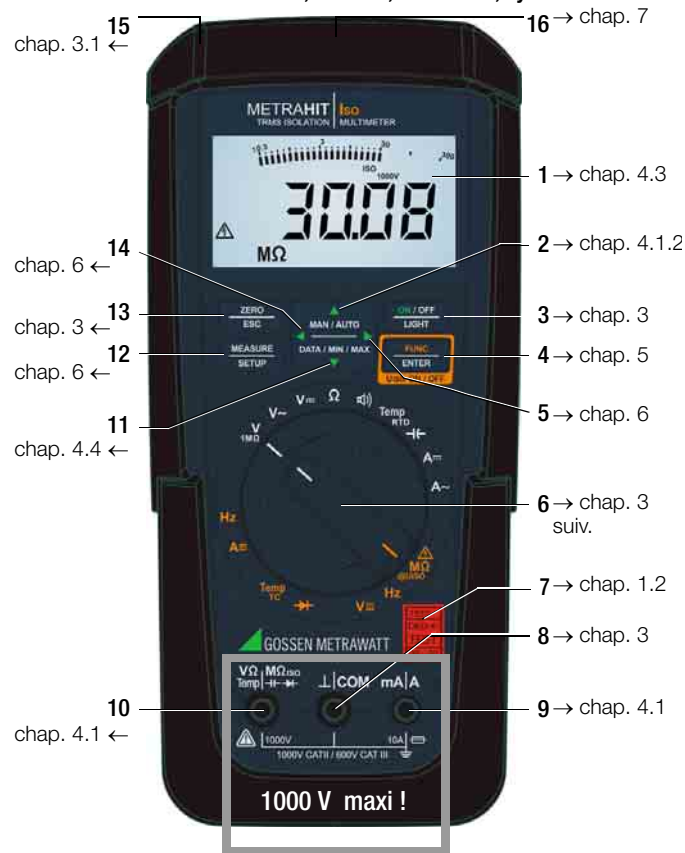 15
16 → chap. 7
chap. 3.1 ←
METRAHIT Iso
TRMS ISOLATION MULTIMETER
ISO
1000V
30.08
MΩ
1 → chap. 4.3
2 → chap. 4.1.2
14
chap. 6 ←
ZERO
ESC
MAN / AUTO
ON / OFF
LIGHT
3 → chap. 3
13
chap. 3 ←
MEASURE
SETUP
DATA / MIN / MAX
FUNC
ENTER
4 → chap. 5
12
chap. 6 ←
5 → chap. 6
11
chap. 4.4 ←
V
1MΩ
V~
V
Ω
Temp
RTD
A
A~
6 → chap. 3
suiv.
Hz
A
Temp
TC
V
Hz
MΩ
7 → chap. 1.2
8 → chap. 3
GOSSEN METRAWATT
VΩ
Temp
MΩISO
⊥ COM
mA A
10
chap. 4.1 ←
9 → chap. 4.1
1000V
10A
1000V CATII / 600V CAT III
1000 V maxi !